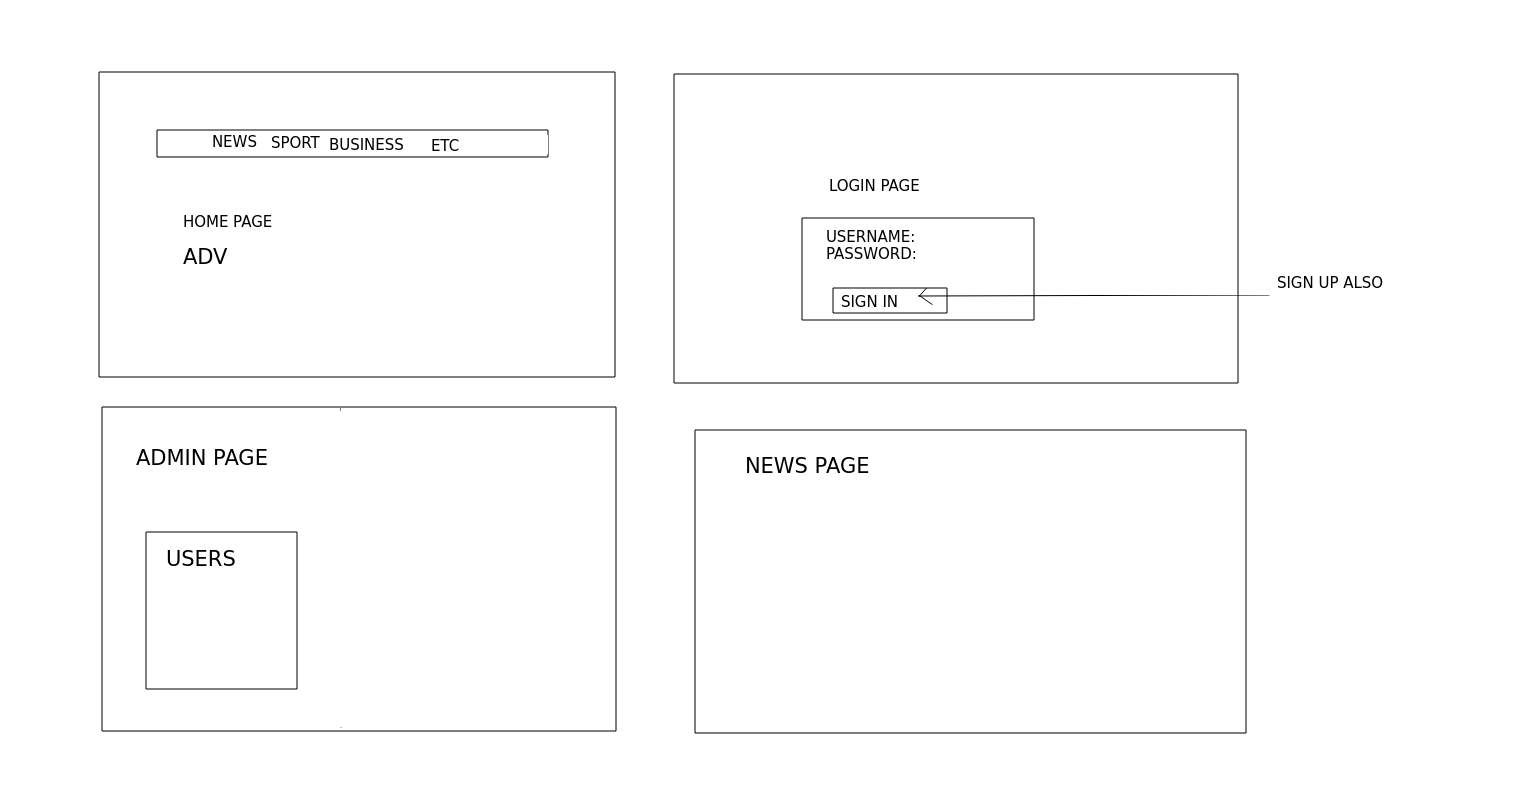 NEWS SPORT BUSINESS ETC
HOME PAGE
ADV
LOGIN PAGE
USERNAME:
PASSWORD:
SIGN IN
SIGN UP ALSO
ADMIN PAGE
USERS
NEWS PAGE